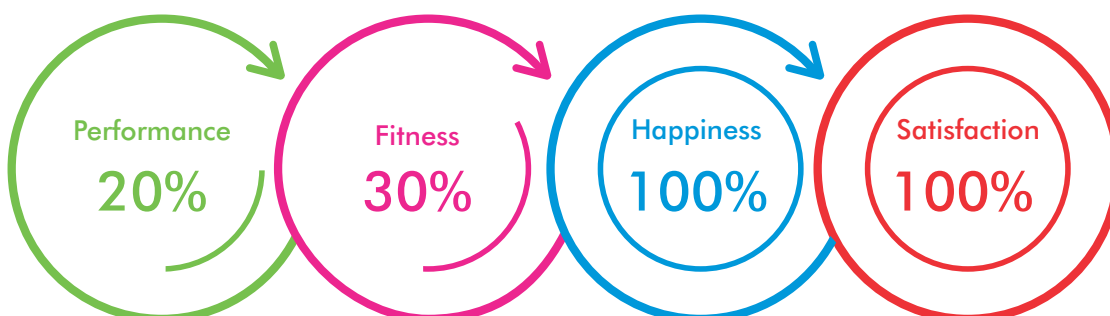 Performance
20%
Fitness
30%
Happiness
100%
Satisfaction
100%